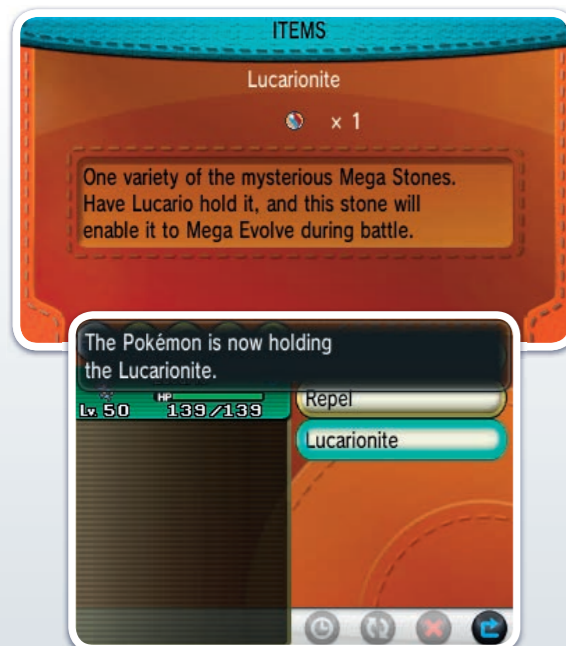 ITEMS
Lucarionite
× 1
One variety of the mysterious Mega Stones.
Have Lucario hold it, and this stone will
enable it to Mega Evolve during battle.
The Pokémon is now holding
the Lucarionite.
HP
Lv. 50 139/139
Repel
Lucarionite